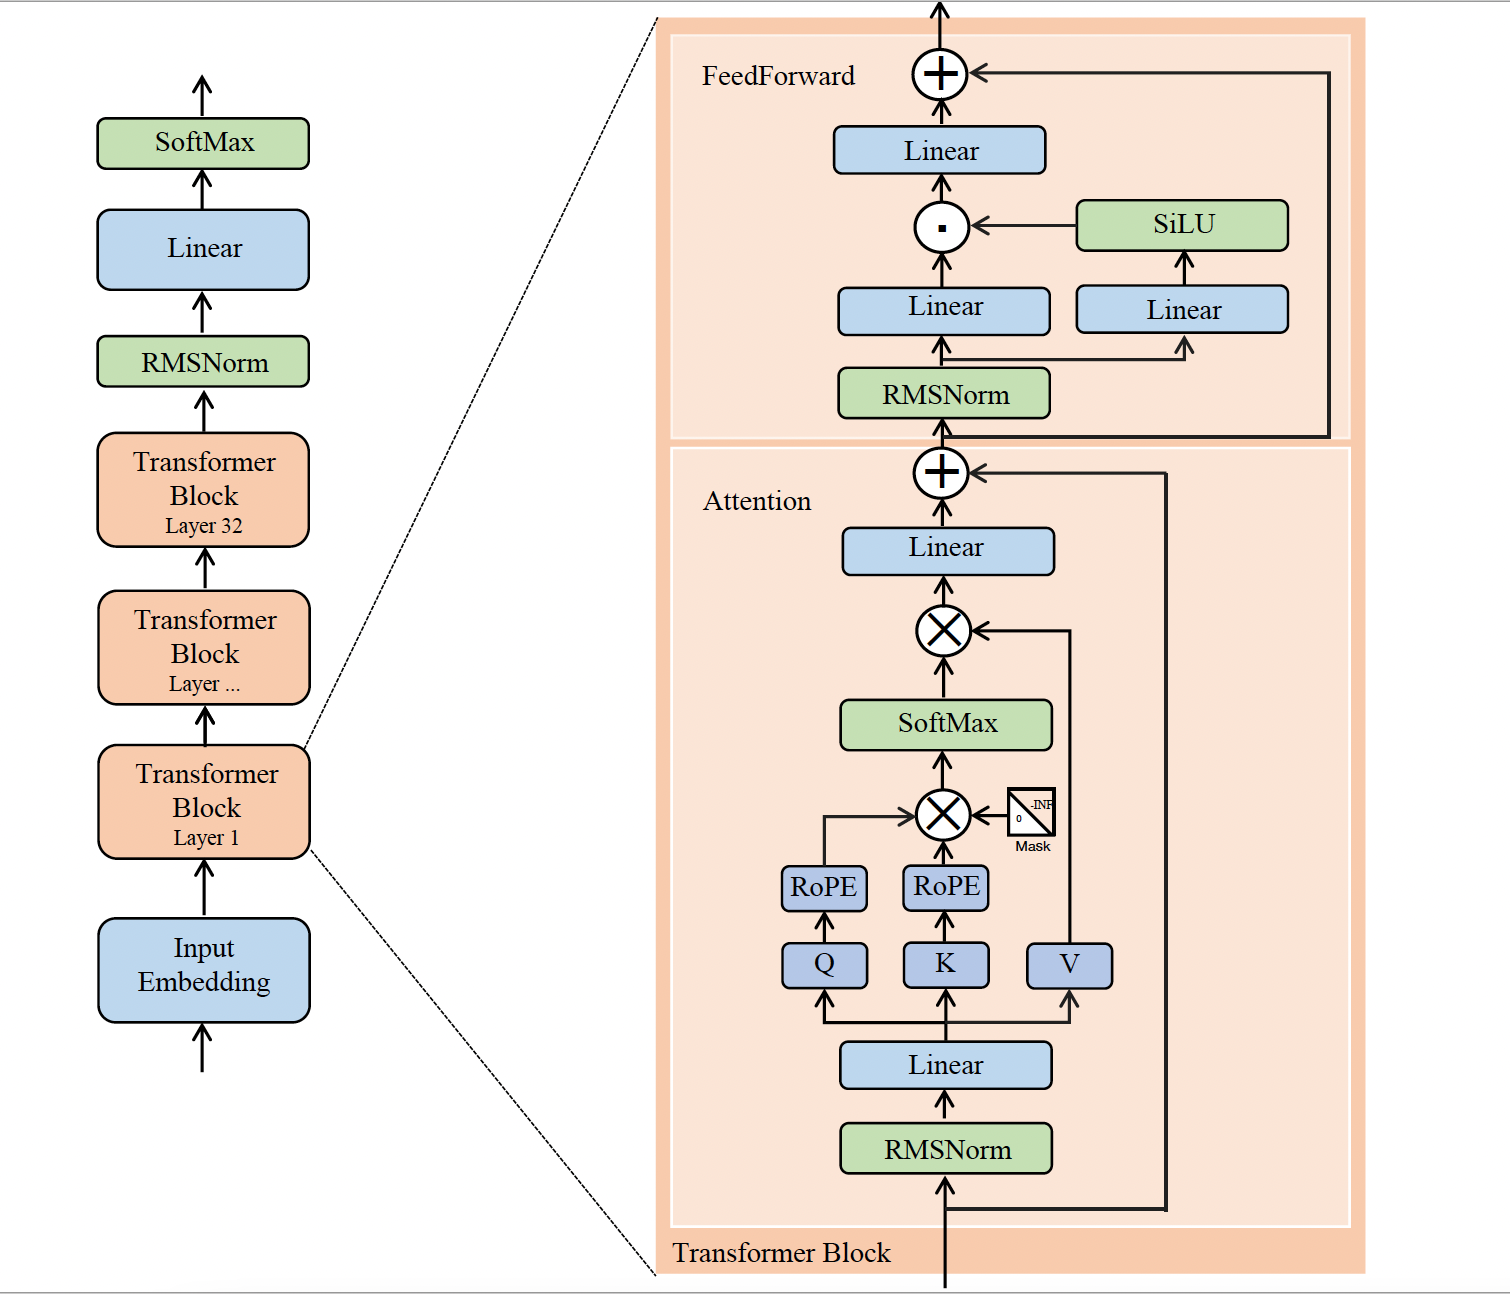 SoftMax
Linear
RMSNorm
Transformer
Block
Layer 32
Transformer
Block
Layer ...
Transformer
Block
Layer 1
Input
Embedding
FeedForward
Linear
SiLU
Linear
Linear
RMSNorm
Attention
Linear
SoftMax
-INF
0
Mask
RoPE
RoPE
Q
K
V
Linear
RMSNorm
Transformer Block